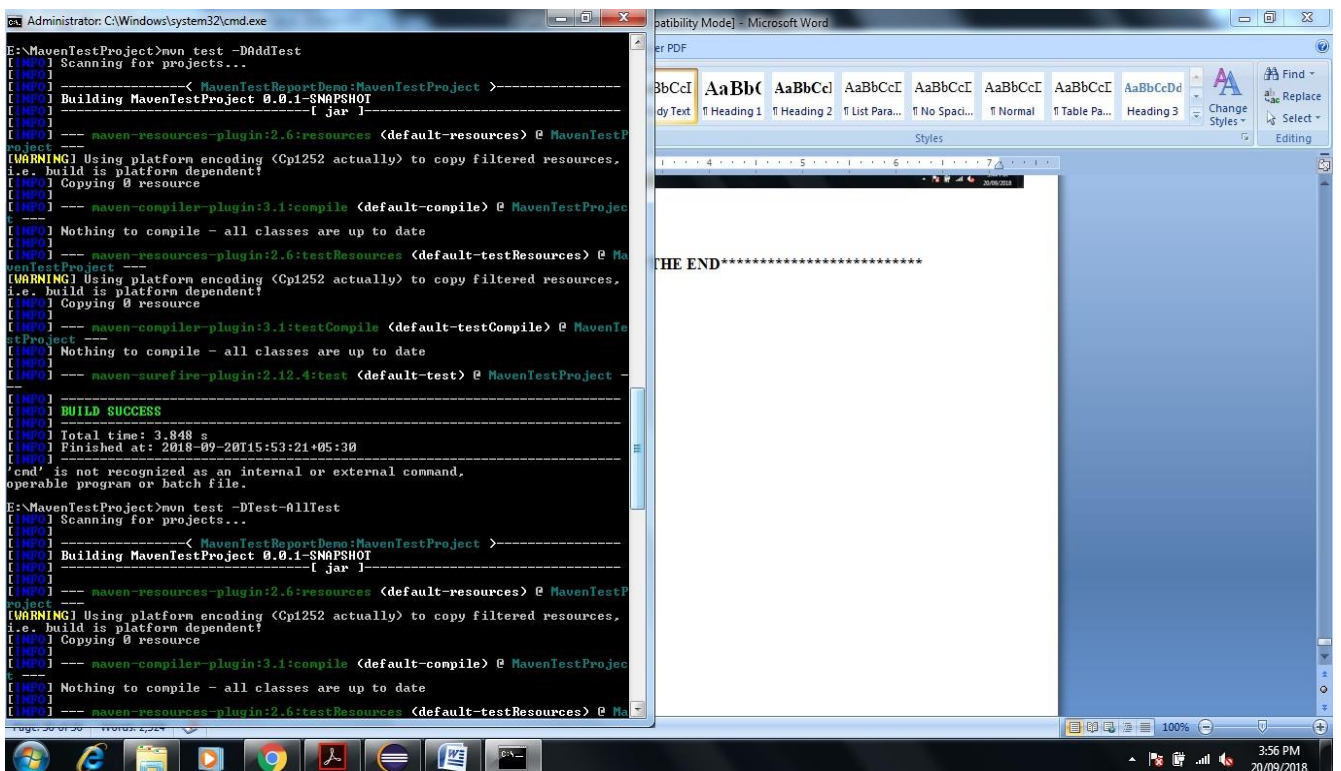 Administrator: C:\Windows\system32\cmd.exe
E:\MavenTestProject>mvn test -DAddTest
[INFO] Scanning for projects...
[INFO]
[INFO] ----------------< MavenTestReportDemo:MavenTestProject >----------------
[INFO] Building MavenTestProject 0.0.1-SNAPSHOT
[INFO] --------------------------------[ jar ]---------------------------------
[INFO]
[INFO] --- maven-resources-plugin:2.6:resources (default-resources) @ MavenTestP
roject ---
[WARNING] Using platform encoding (Cp1252 actually) to copy filtered resources,
i.e. build is platform dependent!
[INFO] Copying 0 resource
[INFO]
[INFO] --- maven-compiler-plugin:3.1:compile (default-compile) @ MavenTestProjec
t ---
[INFO] Nothing to compile - all classes are up to date
[INFO]
[INFO] --- maven-resources-plugin:2.6:testResources (default-testResources) @ Ma
venTestProject ---
[WARNING] Using platform encoding (Cp1252 actually) to copy filtered resources,
i.e. build is platform dependent!
[INFO] Copying 0 resource
[INFO]
[INFO] --- maven-compiler-plugin:3.1:testCompile (default-testCompile) @ MavenTe
stProject ---
[INFO] Nothing to compile - all classes are up to date
[INFO]
[INFO] --- maven-surefire-plugin:2.12.4:test (default-test) @ MavenTestProject -
--
[INFO] ------------------------------------------------------------------------
[INFO] BUILD SUCCESS
[INFO] ------------------------------------------------------------------------
[INFO] Total time: 3.848 s
[INFO] Finished at: 2018-09-20T15:53:21+05:30
[INFO] ------------------------------------------------------------------------
'cmd' is not recognized as an internal or external command,
operable program or batch file.
E:\MavenTestProject>mvn test -DTest-AllTest
[INFO] Scanning for projects...
[INFO]
[INFO] ----------------< MavenTestReportDemo:MavenTestProject >----------------
[INFO] Building MavenTestProject 0.0.1-SNAPSHOT
[INFO] --------------------------------[ jar ]---------------------------------
[INFO]
[INFO] --- maven-resources-plugin:2.6:resources (default-resources) @ MavenTestP
roject ---
[WARNING] Using platform encoding (Cp1252 actually) to copy filtered resources,
i.e. build is platform dependent!
[INFO] Copying 0 resource
[INFO]
[INFO] --- maven-compiler-plugin:3.1:compile (default-compile) @ MavenTestProjec
t ---
[INFO] Nothing to compile - all classes are up to date
[INFO]
[INFO] --- maven-resources-plugin:2.6:testResources (default-testResources) @ Ma
patibility Mode] - Microsoft Word
er PDF
BbCcI AaBb( AaBbCcl AaBbCcI AaBbCcI AaBbCcI AaBbCcI AaBbCcDd
dy Text ¶ Heading 1 ¶ Heading 2 ¶ List Para... ¶ No Spaci... ¶ Normal ¶ Table Pa... Heading 3
Change
Styles
Find
Replace
Select
Styles
Editing
4 5 6 7
20/09/2018
THE END**************************
100%
3:56 PM
20/09/2018